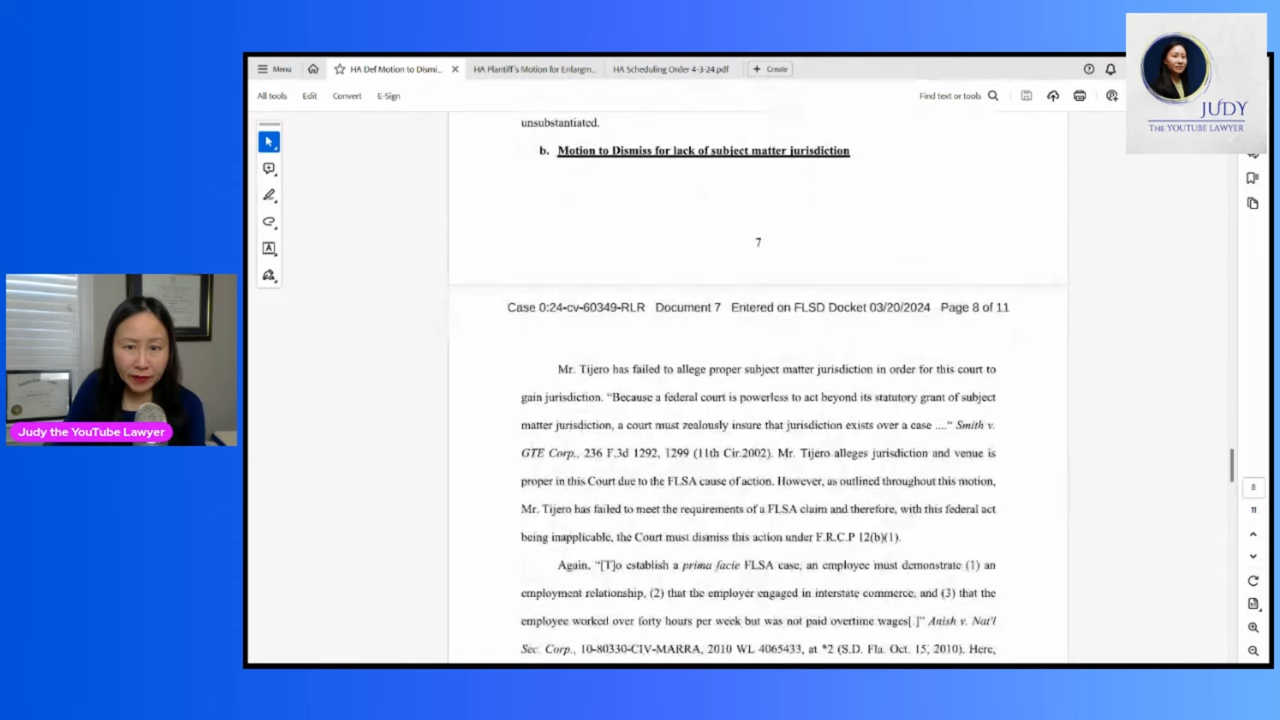 Menu
HA Def Motion to Dismi...
HA Plantiff's Motion for Enlargm...
HA Scheduling Order 4-3-24.pdf
Create
All tools
Edit
Convert
E-Sign
Find text or tools
JUDY
THE YOUTUBE LAWYER
unsubstantiated.
b. Motion to Dismiss for lack of subject matter jurisdiction
7
Case 0:24-cv-60349-RLR Document 7 Entered on FLSD Docket 03/20/2024 Page 8 of 11
Mr. Tijero has failed to allege proper subject matter jurisdiction in order for this court to
gain jurisdiction. “Because a federal court is powerless to act beyond its statutory grant of subject
matter jurisdiction, a court must zealously insure that jurisdiction exists over a case ....“ Smith v.
GTE Corp., 236 F.3d 1292, 1299 (11th Cir.2002). Mr. Tijero alleges jurisdiction and venue is
proper in this Court due to the FLSA cause of action. However, as outlined throughout this motion,
Mr. Tijero has failed to meet the requirements of a FLSA claim and therefore, with this federal act
being inapplicable, the Court must dismiss this action under F.R.C.P 12(b)(1).
Again, “[T]o establish a prima facie FLSA case, an employee must demonstrate (1) an
employment relationship, (2) that the employer engaged in interstate commerce, and (3) that the
employee worked over forty hours per week but was not paid overtime wages[.]” Anish v. Nat'l
Sec. Corp., 10-80330-CIV-MARRA, 2010 WL 4065433, at *2 (S.D. Fla. Oct. 15, 2010). Here,
8
11
Judy the YouTube Lawyer